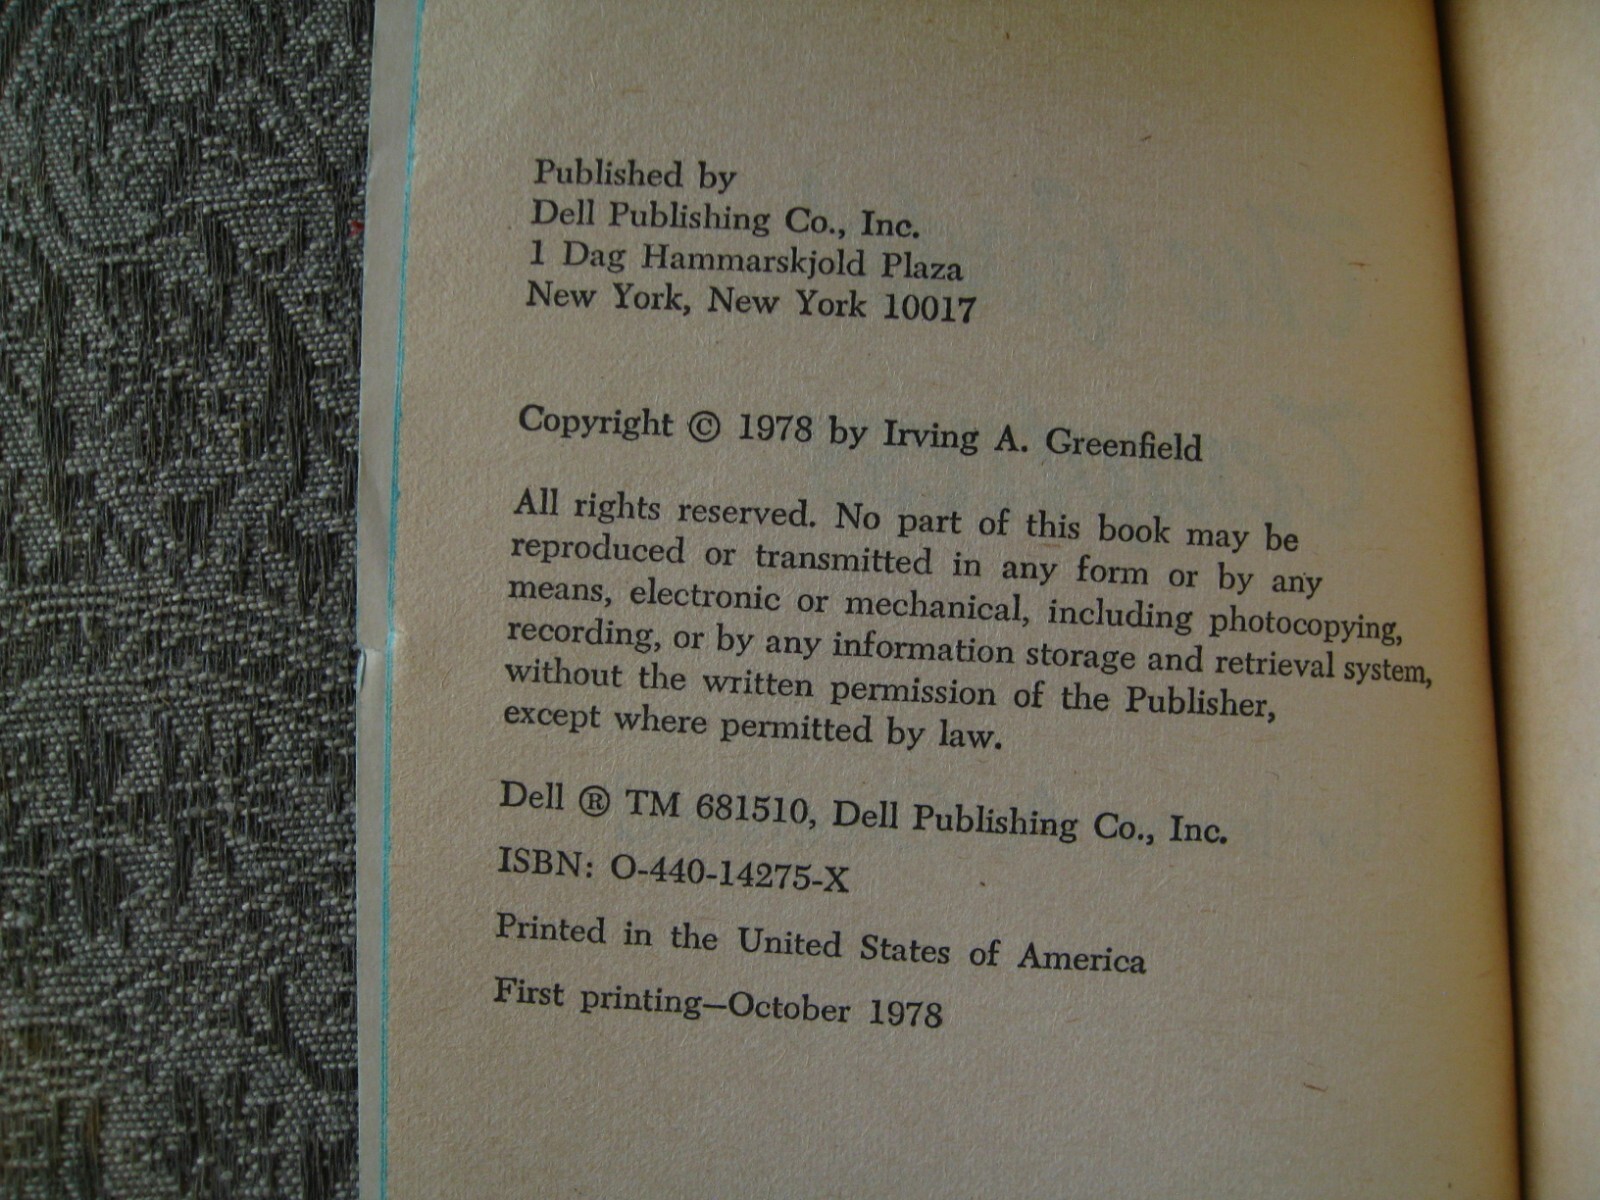 Published by
Dell Publishing Co., Inc.
1 Dag Hammarskjold Plaza
New York, New York 10017
Copyright © 1978 by Irving A. Greenfield
All rights reserved. No part of this book may be
reproduced or transmitted in any form or by any
means, electronic or mechanical, including photocopying,
recording, or by any information storage and retrieval system,
without the written permission of the Publisher,
except where permitted by law.
Dell ® TM 681510, Dell Publishing Co., Inc.
ISBN: O-440-14275-X
Printed in the United States of America
First printing—October 1978